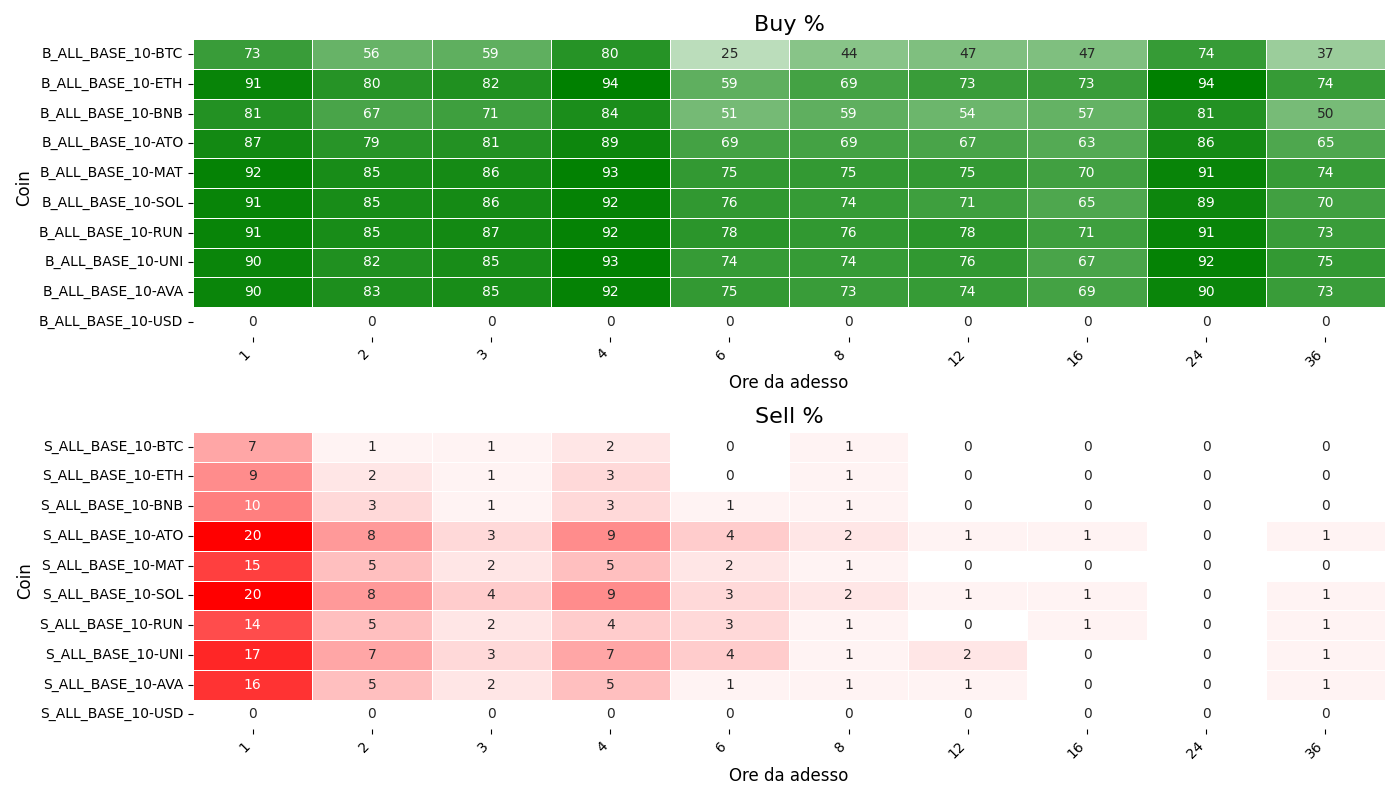 Buy %
Coin
B_ALL_BASE_10-BTC 73 56 59 80 25 44 47 47 74 37
B_ALL_BASE_10-ETH 91 80 82 94 59 69 73 73 94 74
B_ALL_BASE_10-BNB 81 67 71 84 51 59 54 57 81 50
B_ALL_BASE_10-ATO 87 79 81 89 69 69 67 63 86 65
B_ALL_BASE_10-MAT 92 85 86 93 75 75 75 70 91 74
B_ALL_BASE_10-SOL 91 85 86 92 76 74 71 65 89 70
B_ALL_BASE_10-RUN 91 85 87 92 78 76 78 71 91 73
B_ALL_BASE_10-UNI 90 82 85 93 74 74 76 67 92 75
B_ALL_BASE_10-AVA 90 83 85 92 75 73 74 69 90 73
B_ALL_BASE_10-USD 0 0 0 0 0 0 0 0 0 0
1 2 3 4 6 8 12 16 24 36
Ore da adesso
Sell %
Coin
S_ALL_BASE_10-BTC 7 1 1 2 0 1 0 0 0 0
S_ALL_BASE_10-ETH 9 2 1 3 0 1 0 0 0 0
S_ALL_BASE_10-BNB 10 3 1 3 1 1 0 0 0 0
S_ALL_BASE_10-ATO 20 8 3 9 4 2 1 1 0 1
S_ALL_BASE_10-MAT 15 5 2 5 2 1 0 0 0 0
S_ALL_BASE_10-SOL 20 8 4 9 3 2 1 1 0 1
S_ALL_BASE_10-RUN 14 5 2 4 3 1 0 1 0 1
S_ALL_BASE_10-UNI 17 7 3 7 4 1 2 0 0 1
S_ALL_BASE_10-AVA 16 5 2 5 1 1 1 0 0 1
S_ALL_BASE_10-USD 0 0 0 0 0 0 0 0 0 0
1 2 3 4 6 8 12 16 24 36
Ore da adesso